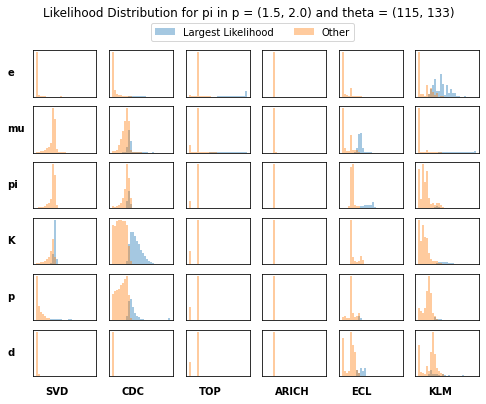 Likelihood Distribution for pi in p = (1.5, 2.0) and theta = (115, 133)
Largest Likelihood Other
e
mu
pi
K
p
d
SVD CDC TOP ARICH ECL KLM